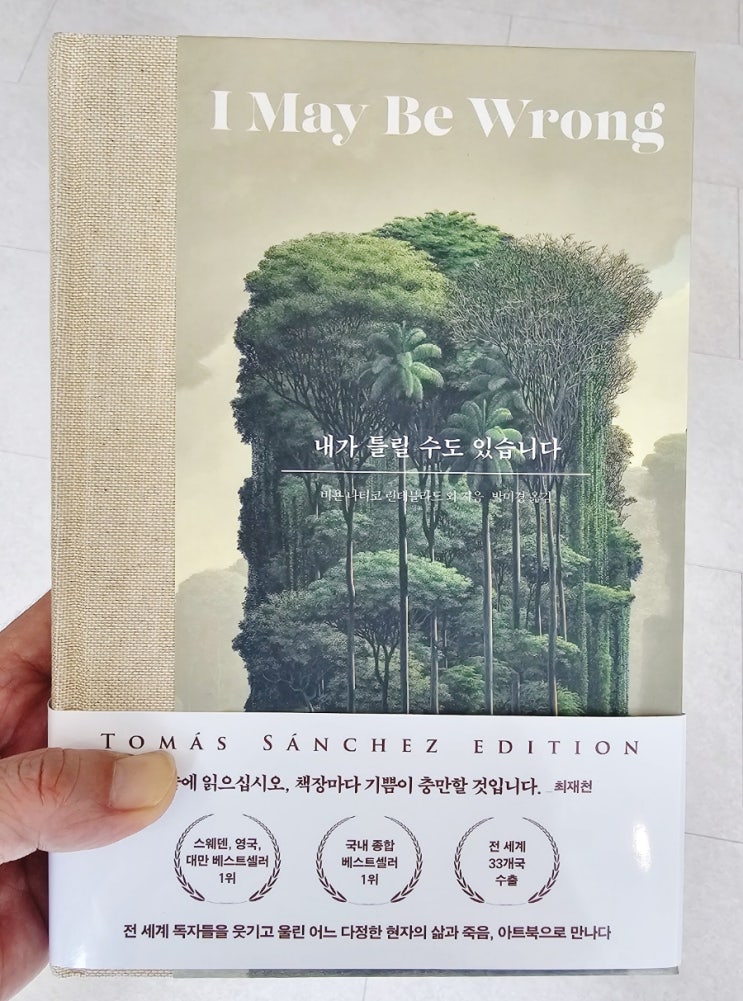 I May Be Wrong
내가 틀릴 수도 있습니다
비욘 나티코 린데블라드 외 지음 박미경 옮김
TOMÁS SÁNCHEZ EDITION
에 읽으십시오, 책장마다 기쁨이 충만할 것입니다. _최재천
스웨덴, 영국,
대만 베스트셀러
1위
국내 종합
베스트셀러
1위
전 세계
33개국
수출
전 세계 독자들을 웃기고 울린 어느 다정한 현자의 삶과 죽음, 아트북으로 만나다